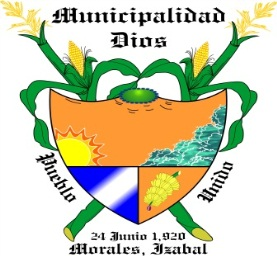 Municipalidad
Dios
Pueblo
Unido
24 Junio 1,920
Morales, Izabal